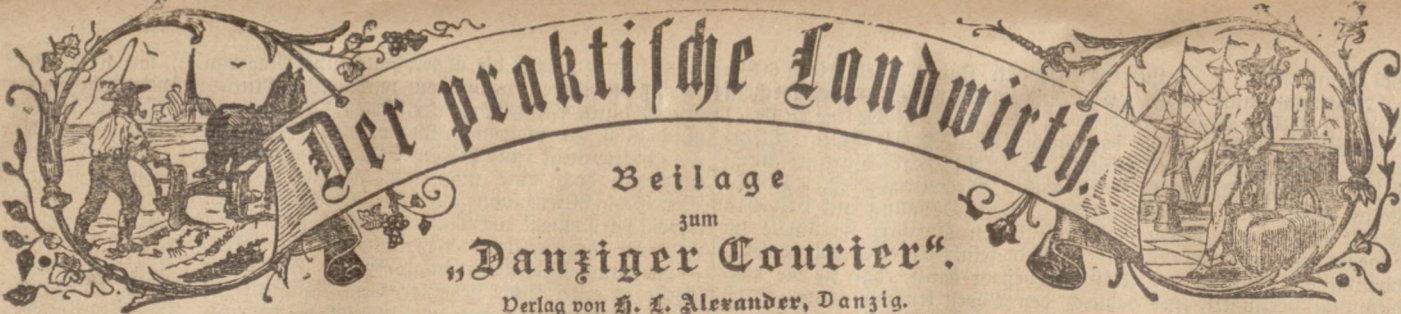 Der praktische Landwirth.
Beilage
zum
„Danziger Courier“.
Verlag von H. L. Alexander, Danzig.